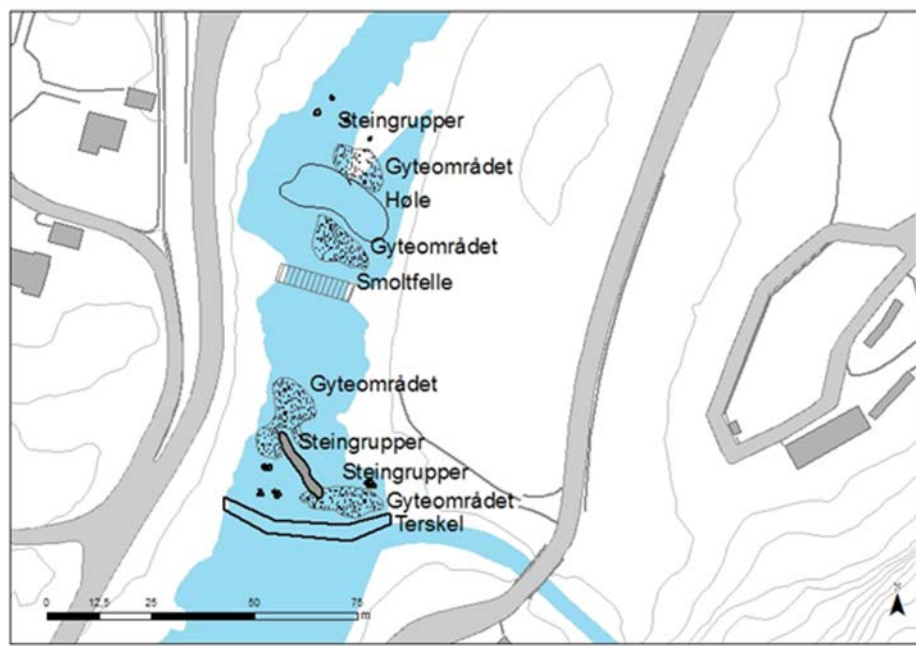 Steingrupper
Gyteområdet
Høle
Gyteområdet
Smoltfelle
Gyteområdet
Steingrupper
Steingrupper
Gyteområdet
Terskel
0 12,5 25 50 75
m